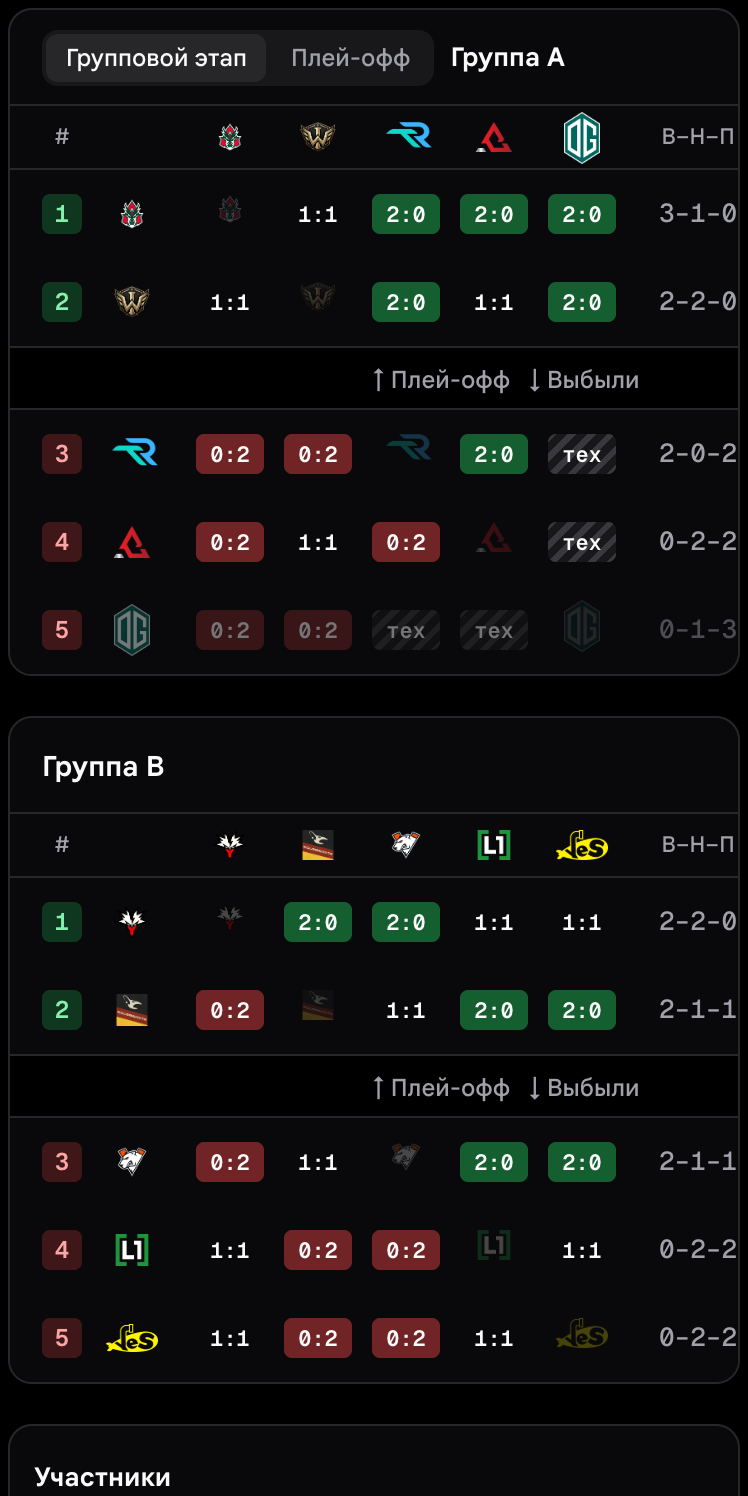 Групповой этап Плей-офф Группа A
# В–Н–П
1 1:1 2:0 2:0 2:0 3-1-0
2 1:1 2:0 1:1 2:0 2-2-0
↑ Плей-офф ↓ Выбыли
3 0:2 0:2 2:0 тех 2-0-2
4 0:2 1:1 0:2 тех 0-2-2
5 0:2 0:2 тех тех 0-1-3
Группа B
# L1 В–Н–П
1 2:0 2:0 1:1 1:1 2-2-0
2 0:2 1:1 2:0 2:0 2-1-1
↑ Плей-офф ↓ Выбыли
3 0:2 1:1 2:0 2:0 2-1-1
4 L1 1:1 0:2 0:2 L1 1:1 0-2-2
5 1:1 0:2 0:2 1:1 0-2-2
Участники